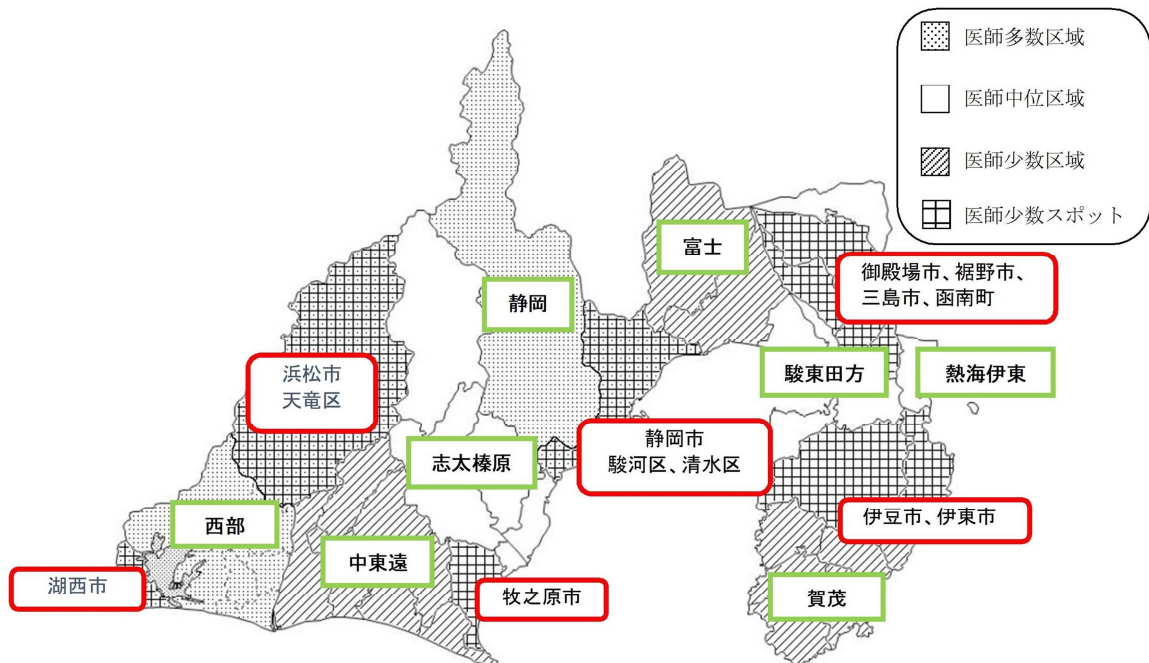 医師多数区域
医師中位区域
医師少数区域
医師少数スポット
富士
御殿場市、裾野市、
三島市、函南町
静岡
駿東田方
熱海伊東
浜松市
天竜区
静岡市
駿河区、清水区
志太榛原
西部
伊豆市、伊東市
中東遠
湖西市
牧之原市
賀茂